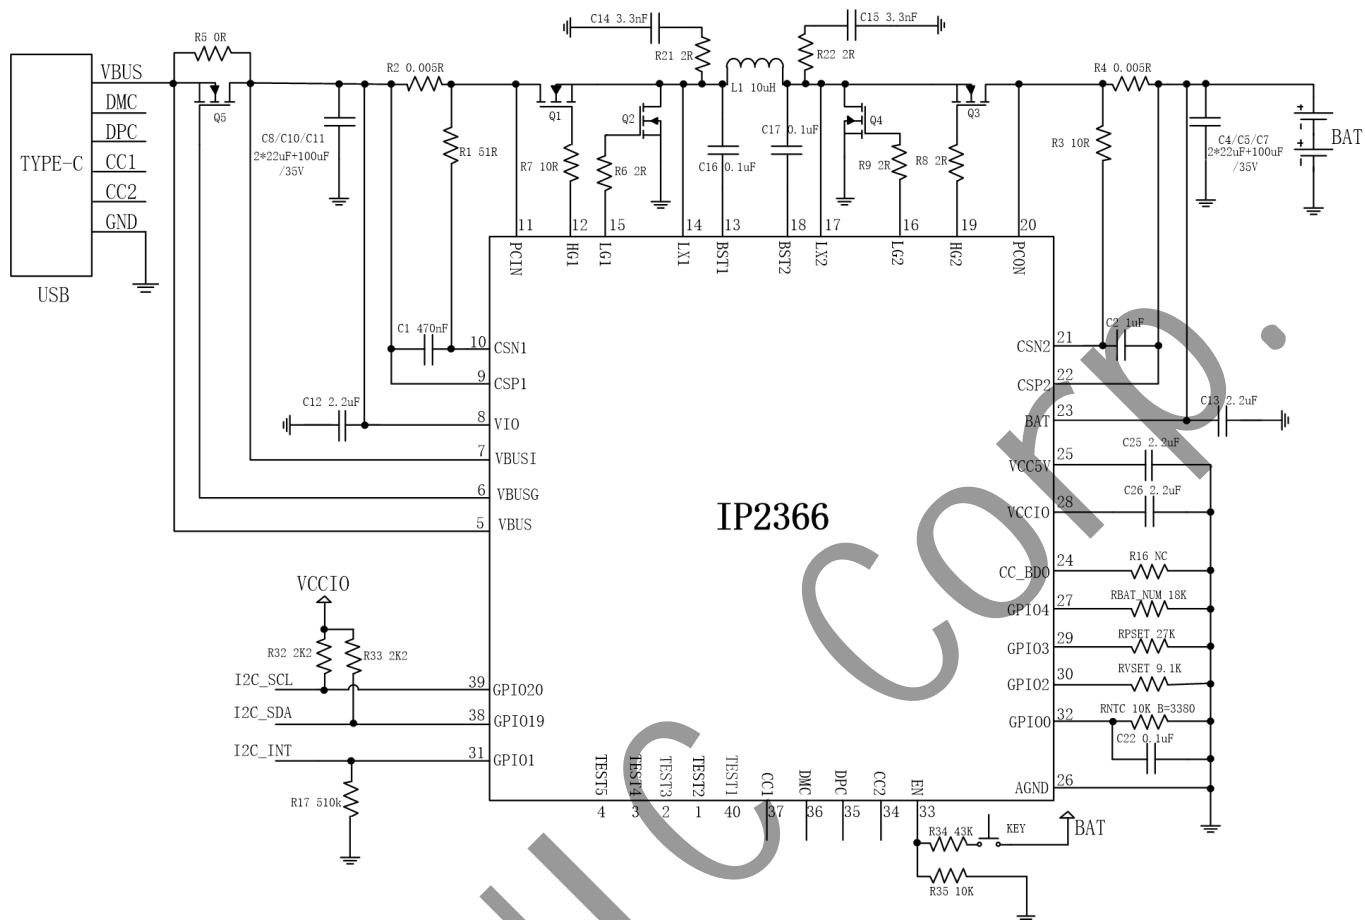 C14 3.3nF
C15 3.3nF
R5 0R
R21 2R
R22 2R
VBUS
R2 0.005R
R4 0.005R
L1 10uH
DMC
Q5
Q1
Q2
C17 0.1uF
Q4
Q3
DPC
C8/C10/C11
2*22uF+100uF
/35V
C4/C5/C7
2*22uF+100uF
/35V
BAT
TYPE-C
CC1
R1 51R
R7 10R
R6 2R
C16 0.1uF
R9 2R
R8 2R
R3 10R
CC2
GND
11 12 15 14 13 18 17 16 19 20
PCIN HG1 LG1 LX1 BST1 BST2 LX2 LG2 HG2 PCON
USB
C1 470nF
10 CSN1
9 CSP1
C12 2.2uF
8 VIO
7 VBUSI
6 VBUSG
5 VBUS
C2 1uF
CSN2 21
CSP2 22
C13 2.2uF
BAT 23
C25 2.2uF
VCC5V 25
C26 2.2uF
VCCIO 28
IP2366
R16 NC
CC_BDO 24
RBAT_NUM 18K
GPIO4 27
RPSET 27K
GPIO3 29
RVSET 9.1K
GPIO2 30
RNTC 10K B=3380
GPIO0 32
C22 0.1uF
AGND 26
VCCIO
R32 2K2
R33 2K2
I2C_SCL
39 GPIO20
I2C_SDA
38 GPIO19
I2C_INT
31 GPIO1
R17 510k
TEST5 TEST4 TEST3 TEST2 TEST1 CC1 DMC DPC CC2 EN
4 3 2 1 40 37 36 35 34 33
R34 43K
KEY
BAT
R35 10K
Corp.